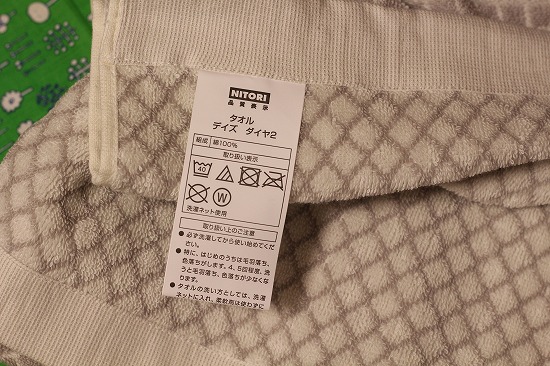 NITORI
品質表示
タオル
デイズ ダイヤ2
組成 綿100%
取り扱い表示
40
W
洗濯ネット使用
取り扱い上のご注意
● 必ず洗濯してから使い始めてくだ
さい。
● 特に、はじめのうちは毛羽落ち、
色落ちがします。4、5回程度、洗
うと毛羽落ち、色落ちが少なくな
ります。
● タオルの洗い方としては、洗濯
ネットに入れ、柔軟剤は使わずに